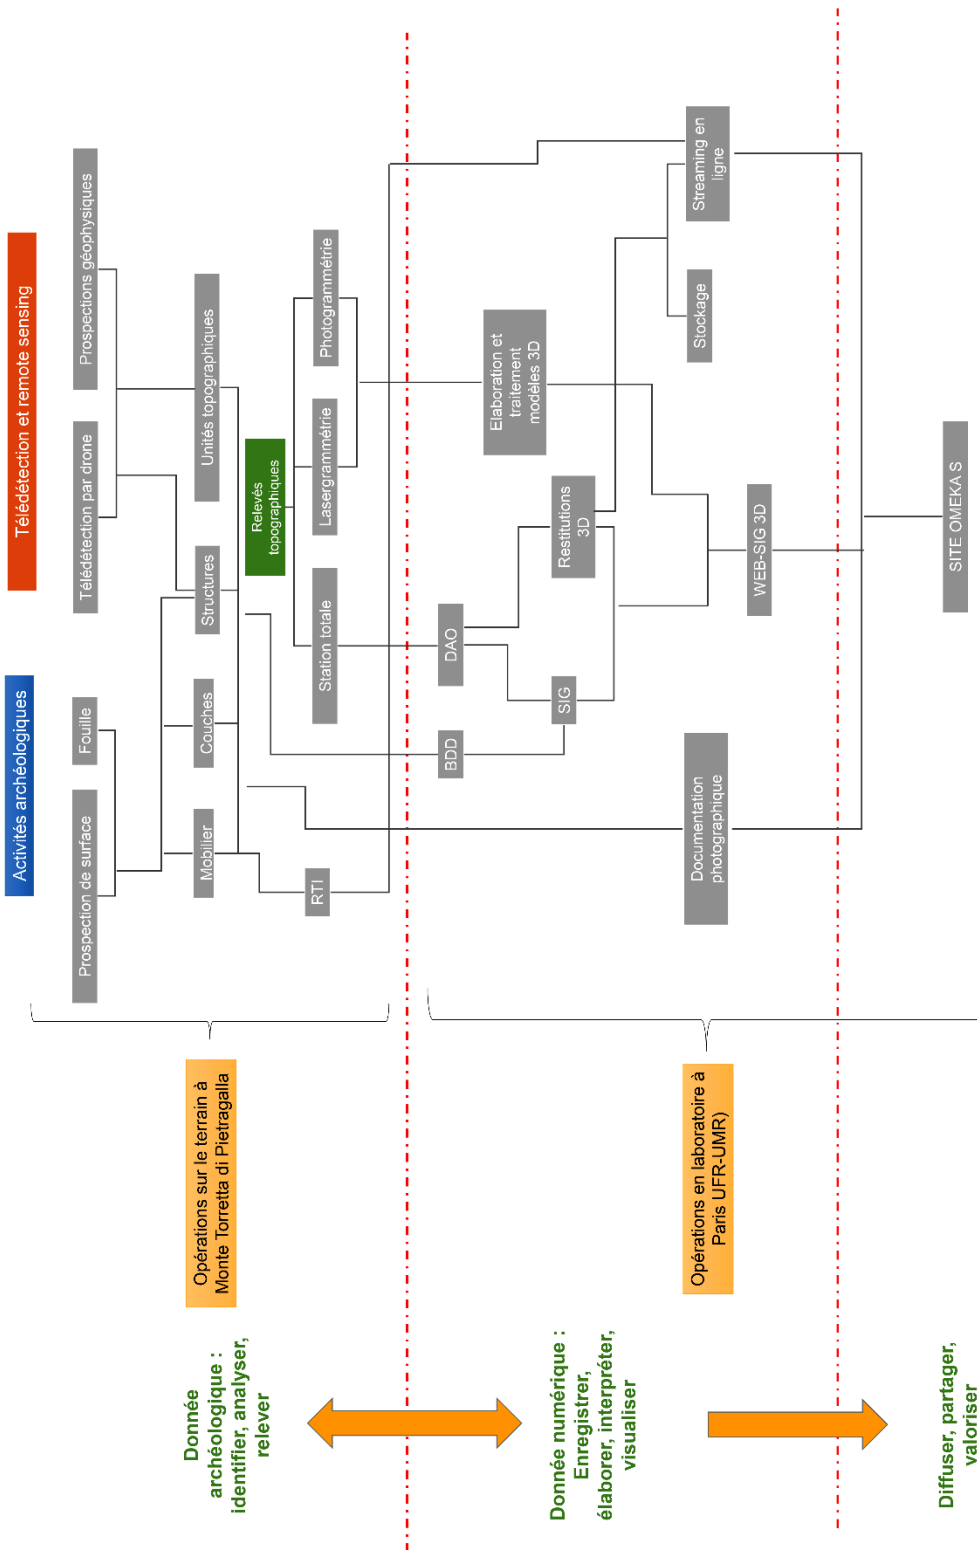 Activités archéologiques
Télédétection et remote sensing
Prospection de surface
Fouille
Télédétection par drone
Prospections géophysiques
Mobilier
Couches
Structures
Unités topographiques
Relevés
topographiques
RTI
Station totale
Lasergrammétrie
Photogrammétrie
Opérations sur le terrain à
Monte Torretta di Pietragalla
Donnée
archéologique :
identifier, analyser,
relever
BDD
DAO
Elaboration et
traitement
modèles 3D
SIG
Restitutions
3D
Documentation
photographique
Stockage
Streaming en
ligne
WEB-SIG 3D
Opérations en laboratoire à
Paris UFR-UMR)
Donnée numérique :
Enregistrer,
élaborer, interpréter,
visualiser
SITE OMEKA S
Diffuser, partager,
valoriser